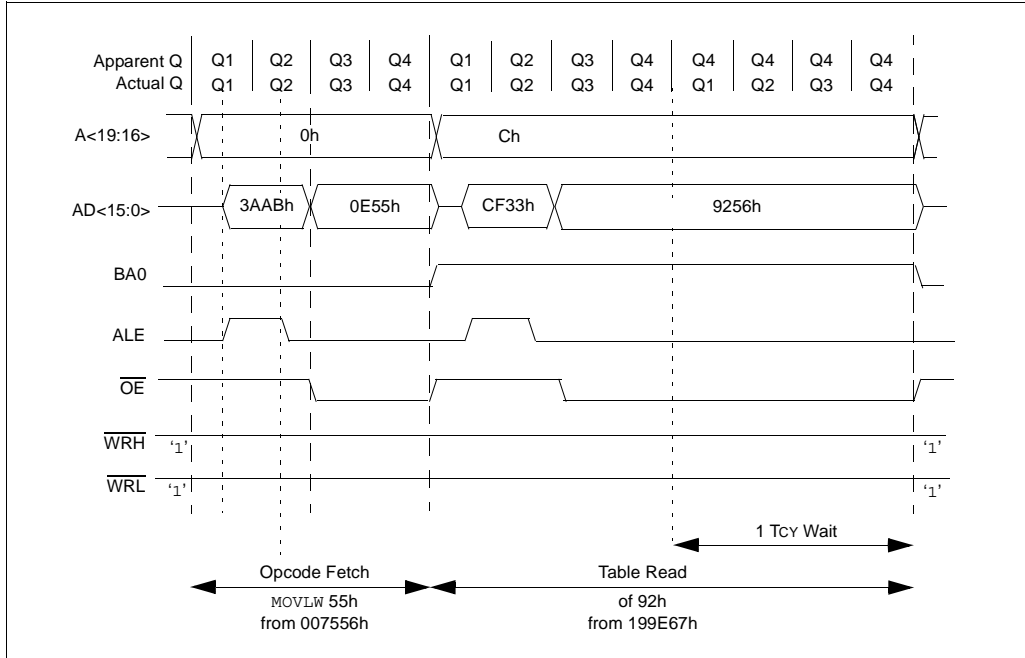 Apparent Q Q1 Q2 Q3 Q4 Q1 Q2 Q3 Q4 Q4 Q4 Q4 Q4
Actual Q Q1 Q2 Q3 Q4 Q1 Q2 Q3 Q4 Q1 Q2 Q3 Q4
A<19:16> 0h Ch
AD<15:0> 3AABh 0E55h CF33h 9256h
BA0
ALE
OE
WRH ‘1’ ‘1’
WRL ‘1’ ‘1’
1 TCY Wait
Opcode Fetch Table Read
MOVLW 55h of 92h
from 007556h from 199E67h